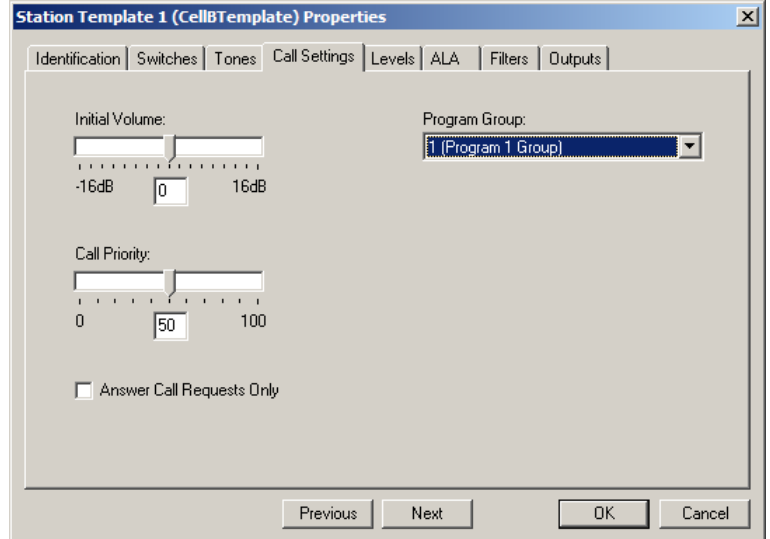 Station Template 1 (CellBTemplate) Properties
Identification Switches Tones Call Settings Levels ALA Filters Outputs
Initial Volume:
Program Group:
1 (Program 1 Group)
-16dB 0 16dB
Call Priority:
0 50 100
Answer Call Requests Only
Previous Next OK Cancel